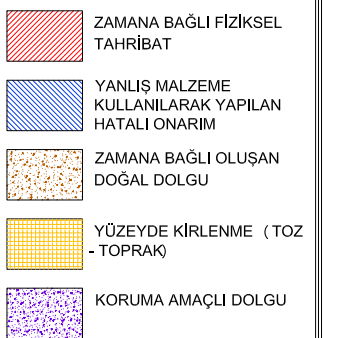 ZAMANA BAĞLI FİZİKSEL
TAHRİBAT
YANLIŞ MALZEME
KULLANILARAK YAPILAN
HATALI ONARIM
ZAMANA BAĞLI OLUŞAN
DOĞAL DOLGU
YÜZEYDE KİRLENME ( TOZ
- TOPRAK)
KORUMA AMAÇLI DOLGU